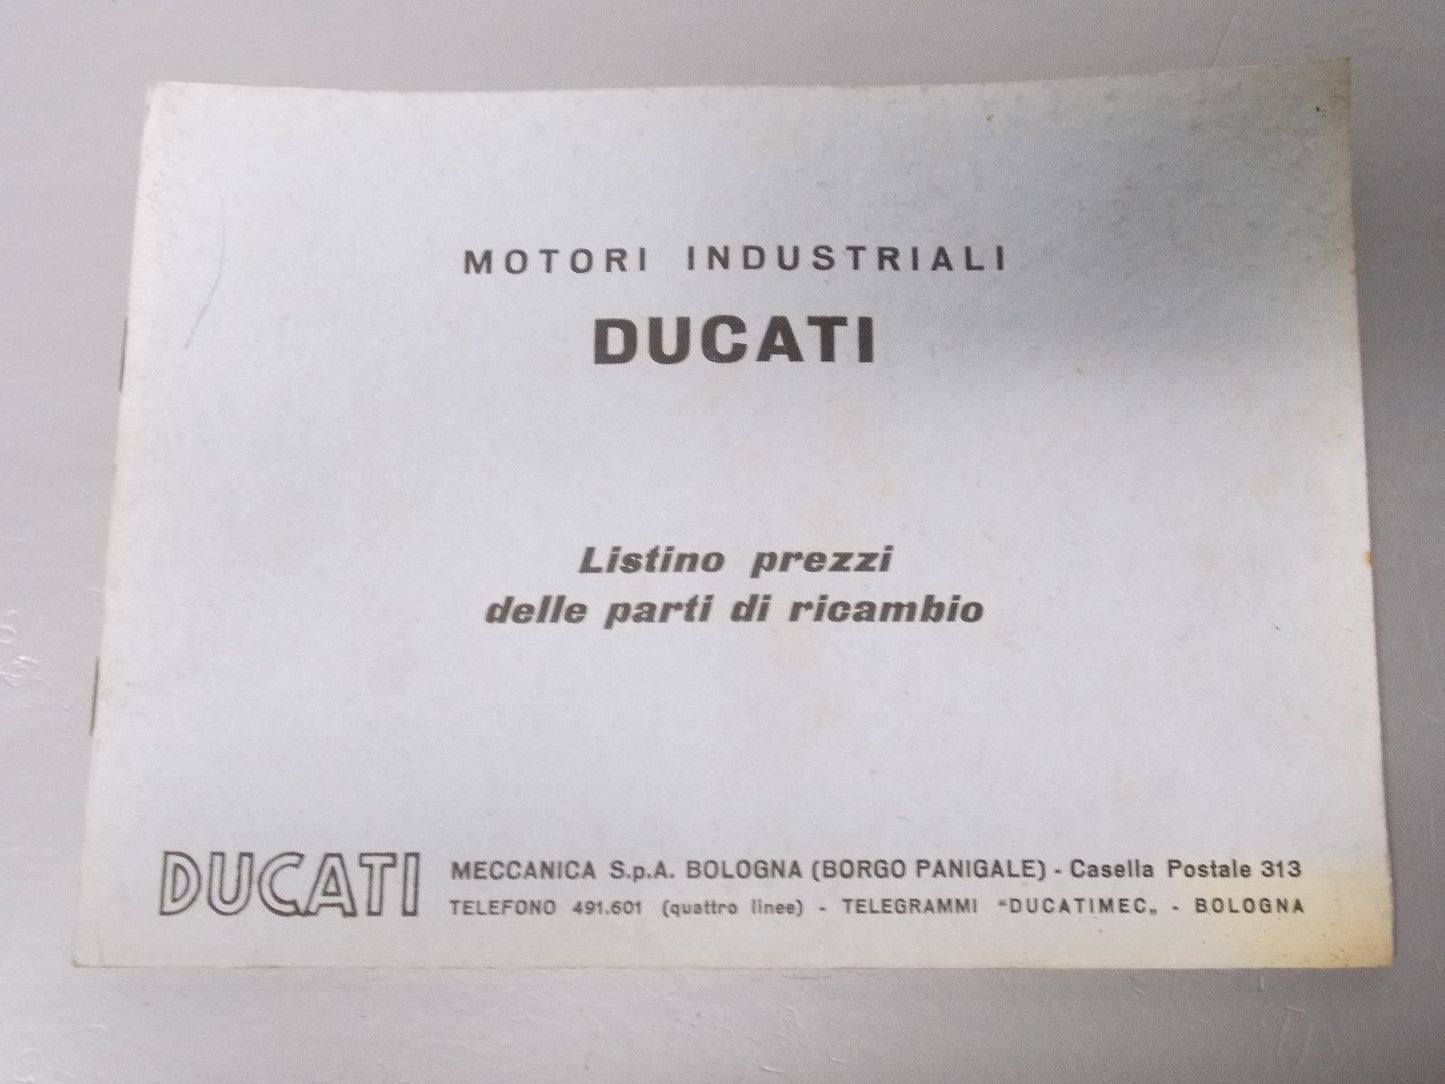 MOTORI INDUSTRIALI
DUCATI
Listino prezzi
delle parti di ricambio
DUCATI MECCANICA S.p.A. BOLOGNA (BORGO PANIGALE) - Casella Postale 313
TELEFONO 491.601 (quattro linee) - TELEGRAMMI "DUCATIMEC„ - BOLOGNA